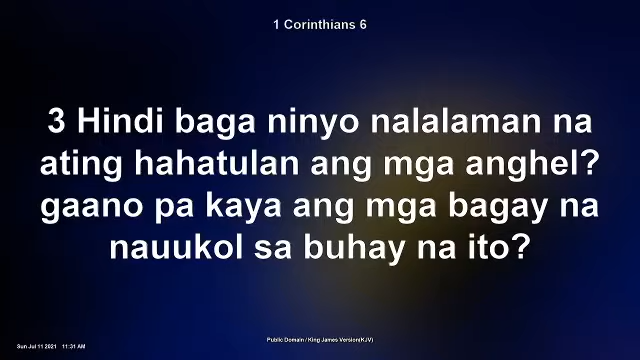 1 Corinthians 6
3 Hindi baga ninyo nalalaman na
ating hahatulan ang mga anghel?
gaano pa kaya ang mga bagay na
nauukol sa buhay na ito?
Public Domain / King James Version(KJV)
Sun Jul 11 2021 11:31 AM